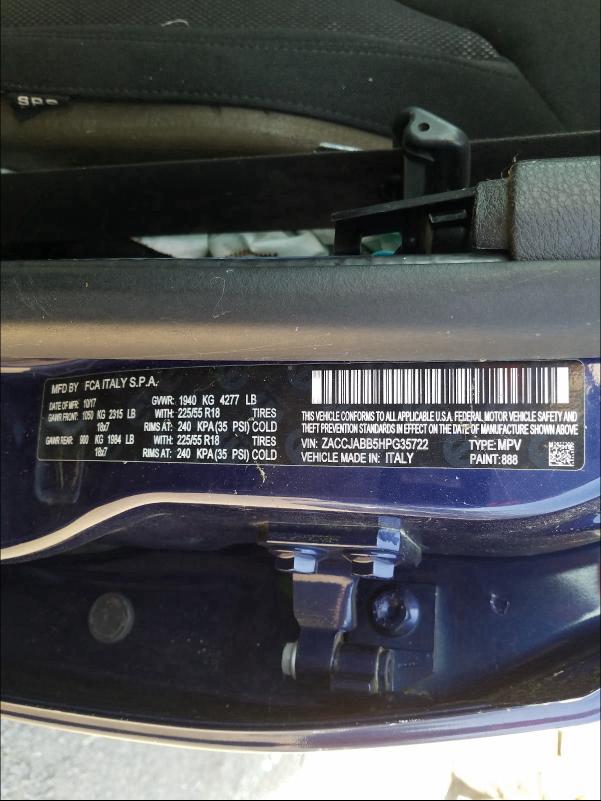 SRS
MFD BY FCA ITALY S.P.A.
DATE OF MFR: 10/17 GVWR: 1940 KG 4277 LB
GAWR FRONT: 1050 KG 2315 LB WITH: 225/55 R18 TIRES
18x7 RIMS AT: 240 KPA (35 PSI) COLD
GAWR REAR: 900 KG 1984 LB WITH: 225/55 R18 TIRES
18x7 RIMS AT: 240 KPA (35 PSI) COLD
THIS VEHICLE CONFORMS TO ALL APPLICABLE U.S.A. FEDERAL MOTOR VEHICLE SAFETY AND
THEFT PREVENTION STANDARDS IN EFFECT ON THE DATE OF MANUFACTURE SHOWN ABOVE.
VIN: ZACCJABB5HPG35722 TYPE: MPV
VEHICLE MADE IN: ITALY PAINT: 888